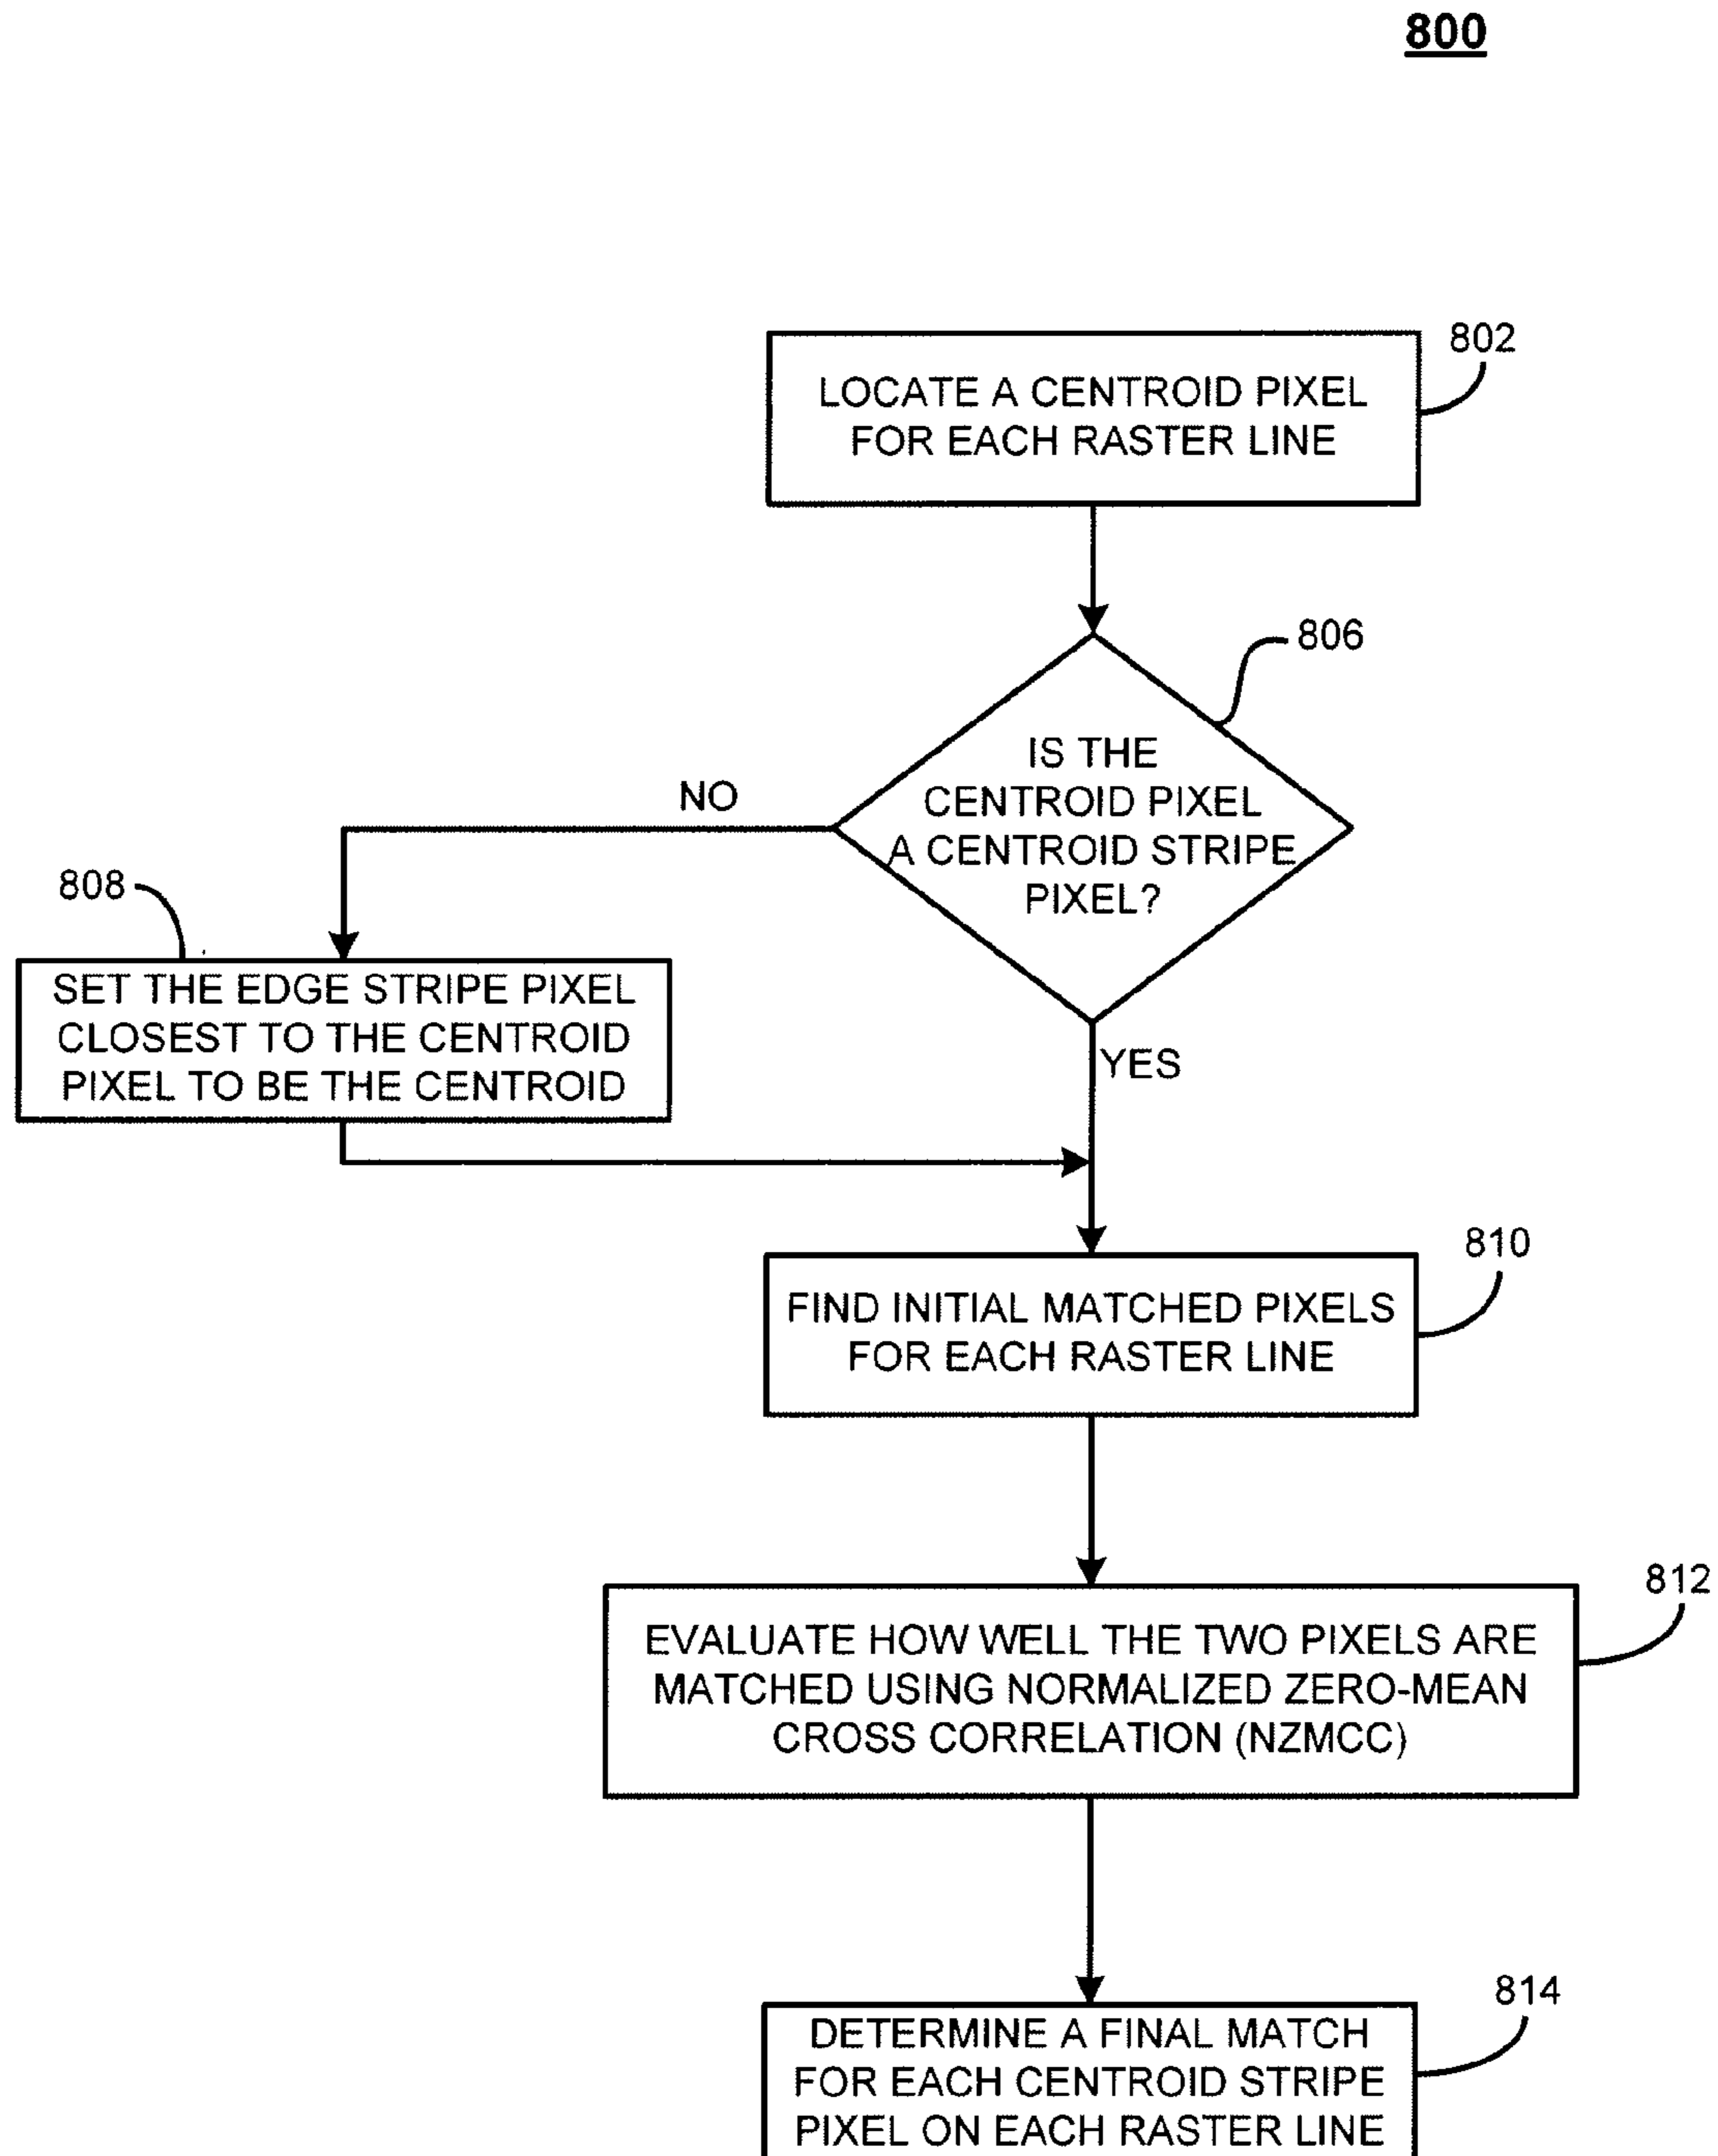 800
802
LOCATE A CENTROID PIXEL
FOR EACH RASTER LINE
806
IS THE
CENTROID PIXEL
A CENTROID STRIPE
PIXEL?
NO
YES
808
SET THE EDGE STRIPE PIXEL
CLOSEST TO THE CENTROID
PIXEL TO BE THE CENTROID
810
FIND INITIAL MATCHED PIXELS
FOR EACH RASTER LINE
812
EVALUATE HOW WELL THE TWO PIXELS ARE
MATCHED USING NORMALIZED ZERO-MEAN
CROSS CORRELATION (NZMCC)
814
DETERMINE A FINAL MATCH
FOR EACH CENTROID STRIPE
PIXEL ON EACH RASTER LINE